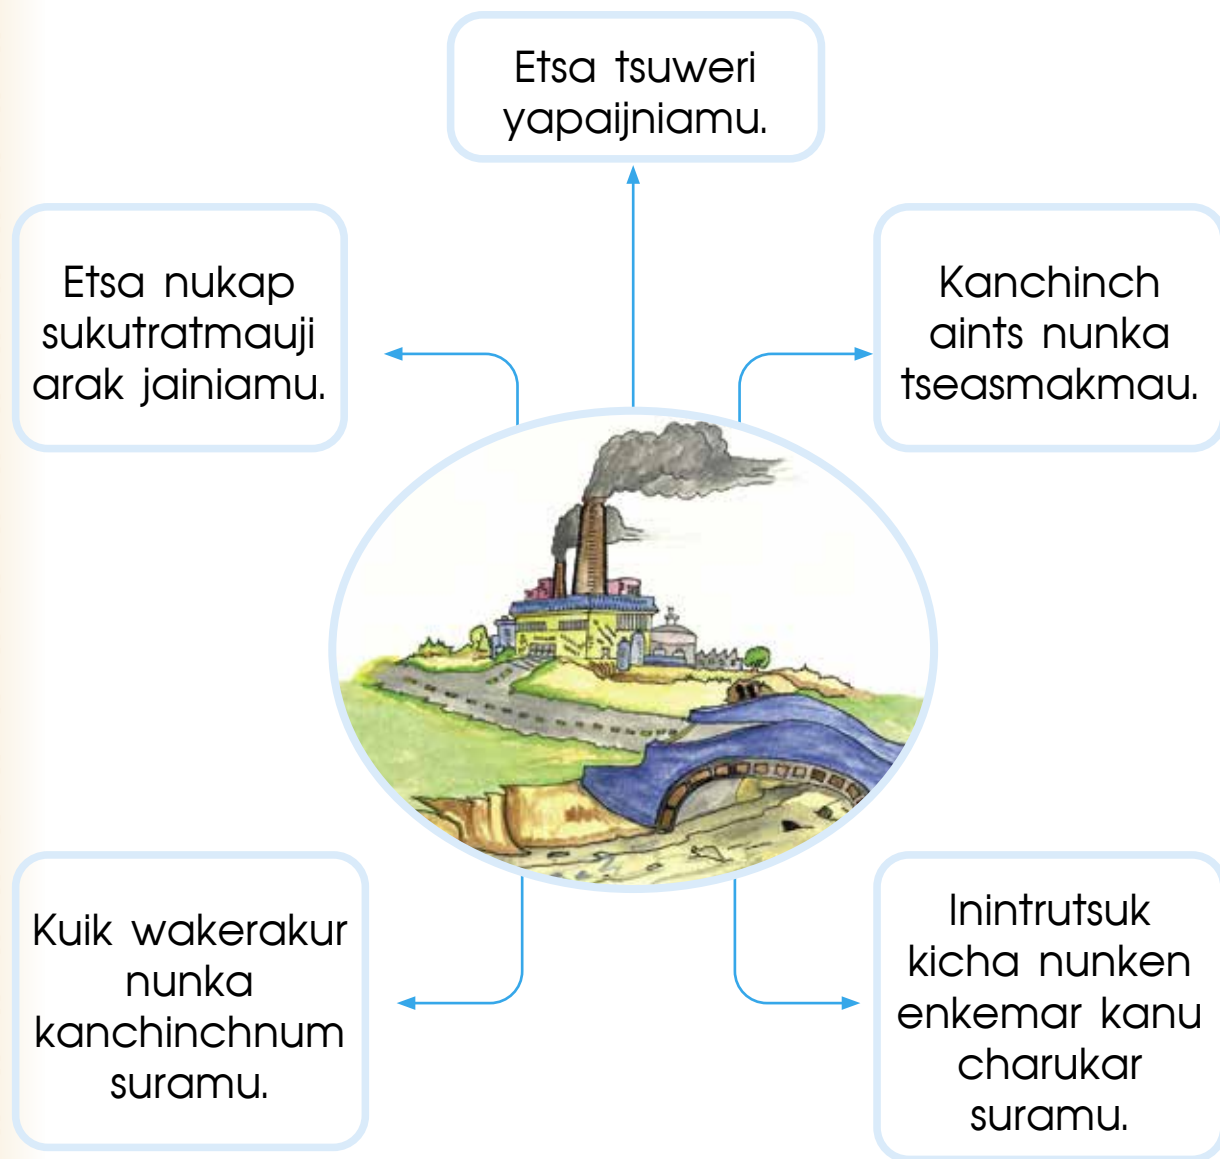 Etsa tsuweri
yapaijniamu.
Etsa nukap
sukutratmauji
arak jainiamu.
Kanchinch
aints nunka
tseasmakmau.
Kuik wakerakur
nunka
kanchinchnum
suramu.
Inintrutsuk
kicha nunken
enkemar kanu
charukar
suramu.